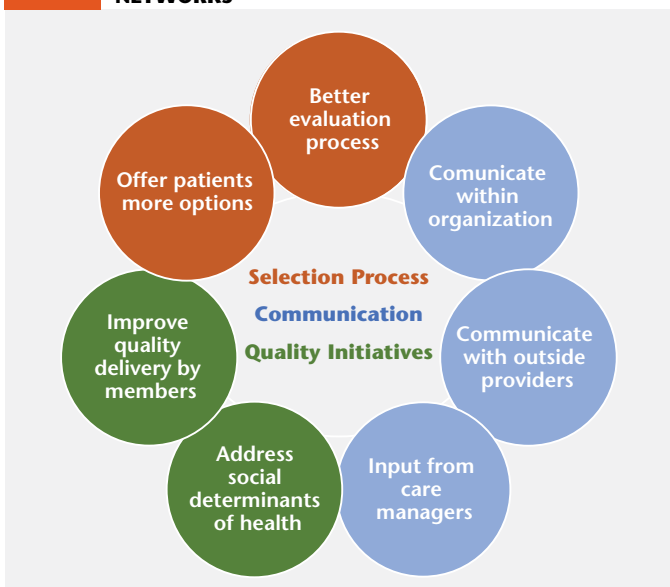 NETWORKS
Better
evaluation
process
Comunicate
within
organization
Communicate
with outside
providers
Input from
care
managers
Address
social
determinants
of health
Improve
quality
delivery by
members
Offer patients
more options
Selection Process
Communication
Quality Initiatives